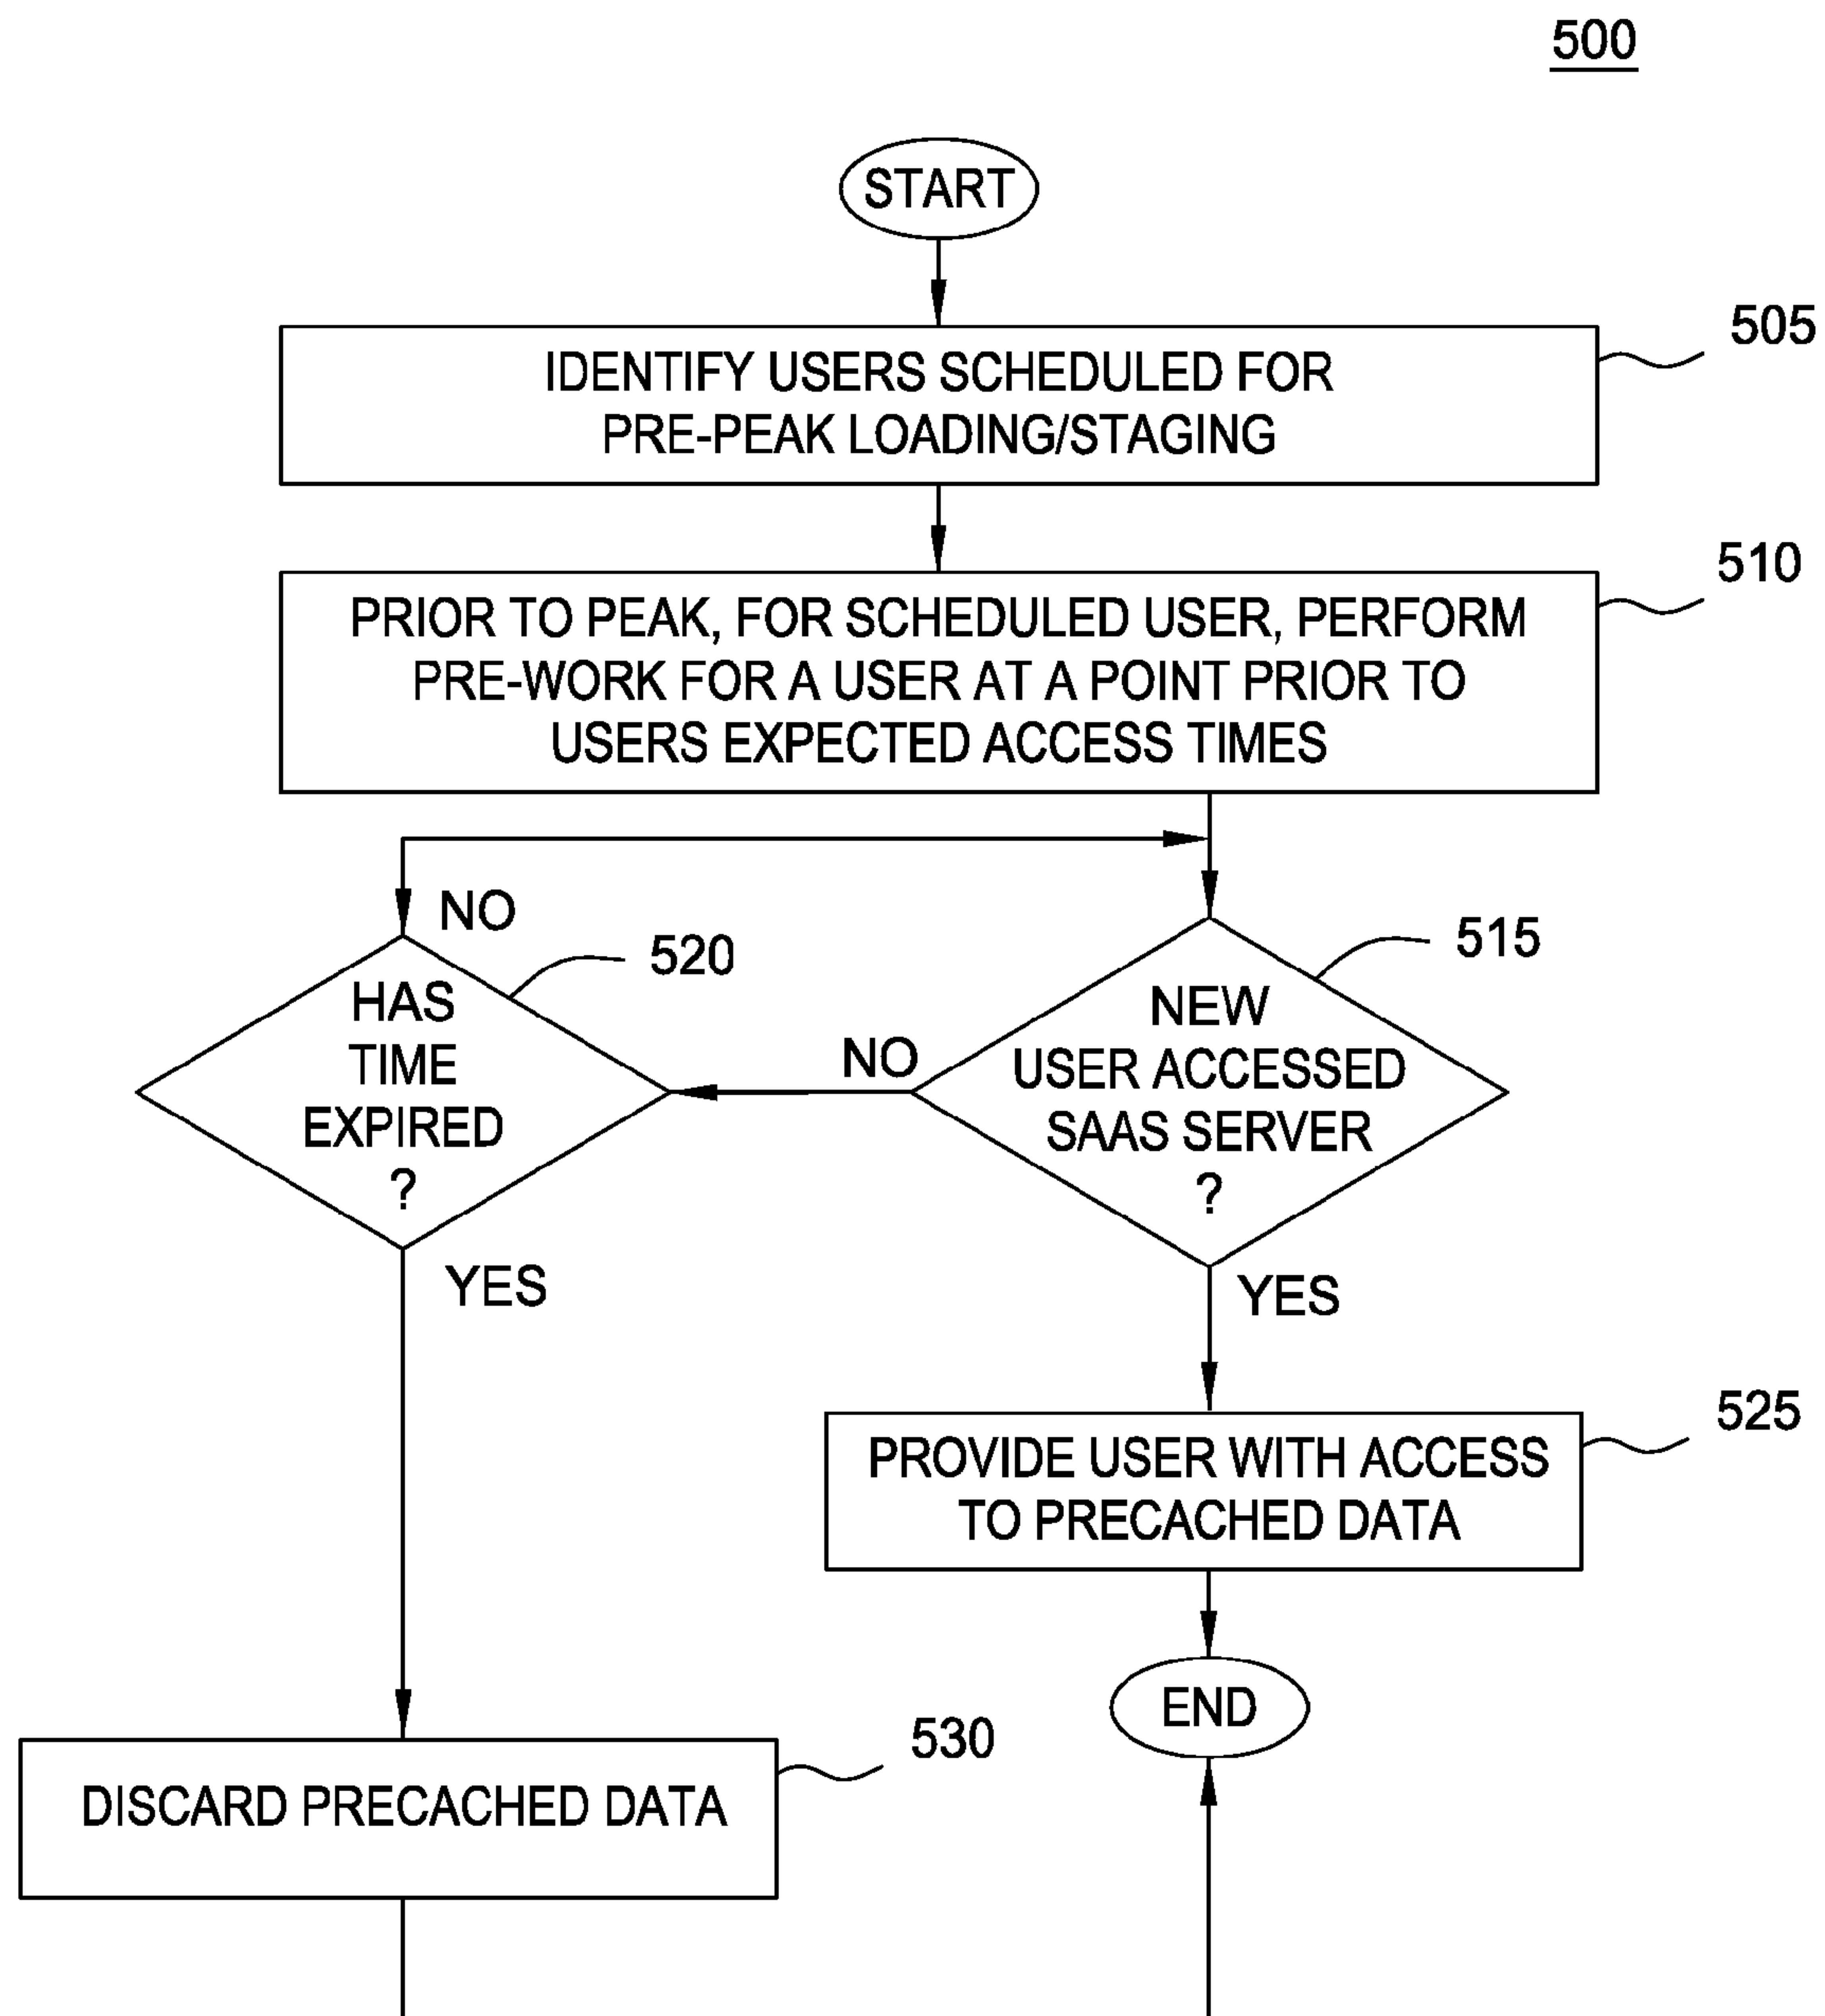 500
START
505
IDENTIFY USERS SCHEDULED FOR
PRE-PEAK LOADING/STAGING
510
PRIOR TO PEAK, FOR SCHEDULED USER, PERFORM
PRE-WORK FOR A USER AT A POINT PRIOR TO
USERS EXPECTED ACCESS TIMES
NO
520
HAS
TIME
EXPIRED
?
YES
NO
515
NEW
USER ACCESSED
SAAS SERVER
?
YES
525
PROVIDE USER WITH ACCESS
TO PRECACHED DATA
END
530
DISCARD PRECACHED DATA